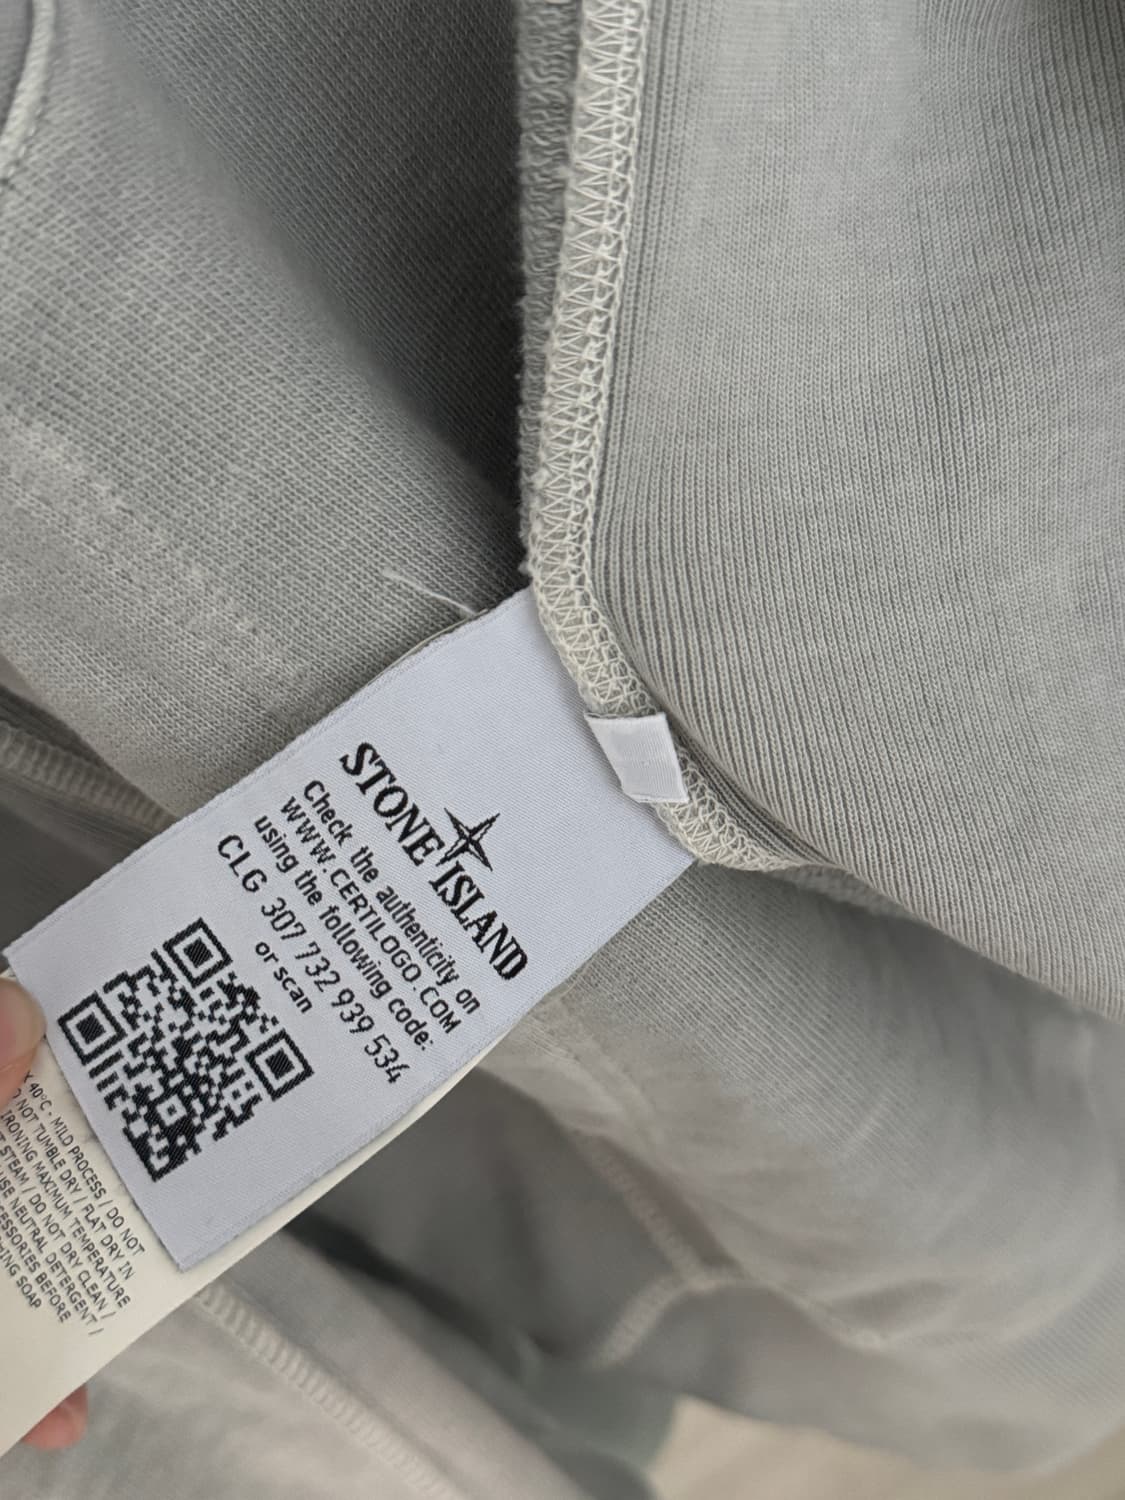 STONE ISLAND
Check the authenticity on
WWW.CERTILOGO.COM
using the following code:
CLG 307 732 939 534
or scan
X 40°C - MILD PROCESS / DO NOT
NOT TUMBLE DRY / FLAT DRY IN
IRONING MAXIMUM TEMPERATURE
STEAM / DO NOT DRY CLEAN /
USE NEUTRAL DETERGENT /
BEFORE
SOAP